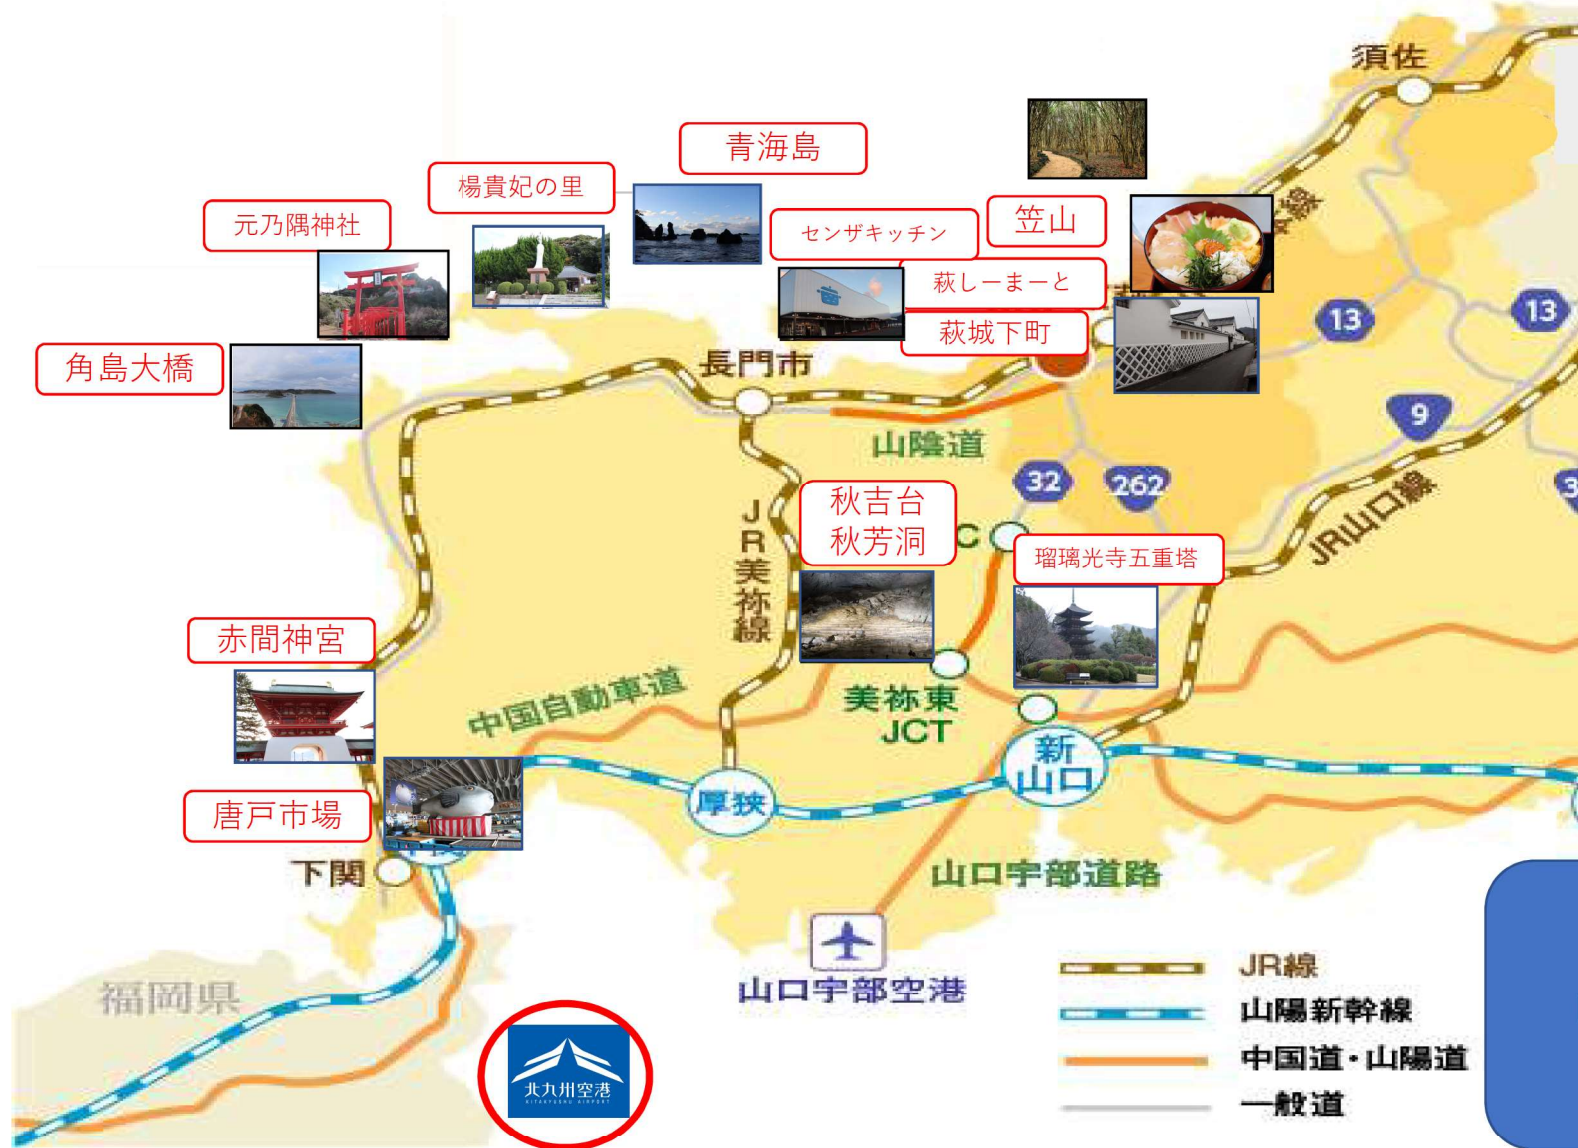 須佐
青海島
楊貴妃の里
元乃隅神社
センザキッチン
笠山
萩しーまーと
萩城下町
角島大橋
長門市
13
13
9
山陰道
32
262
秋吉台
秋芳洞
JR美祢線
JR山口線
瑠璃光寺五重塔
赤間神宮
中国自動車道
美祢東
JCT
新
山口
厚狭
唐戸市場
下関
山口宇部道路
山口宇部空港
福岡県
北九州空港
KITAKYUSHU AIRPORT
JR線
山陽新幹線
中国道・山陽道
一般道